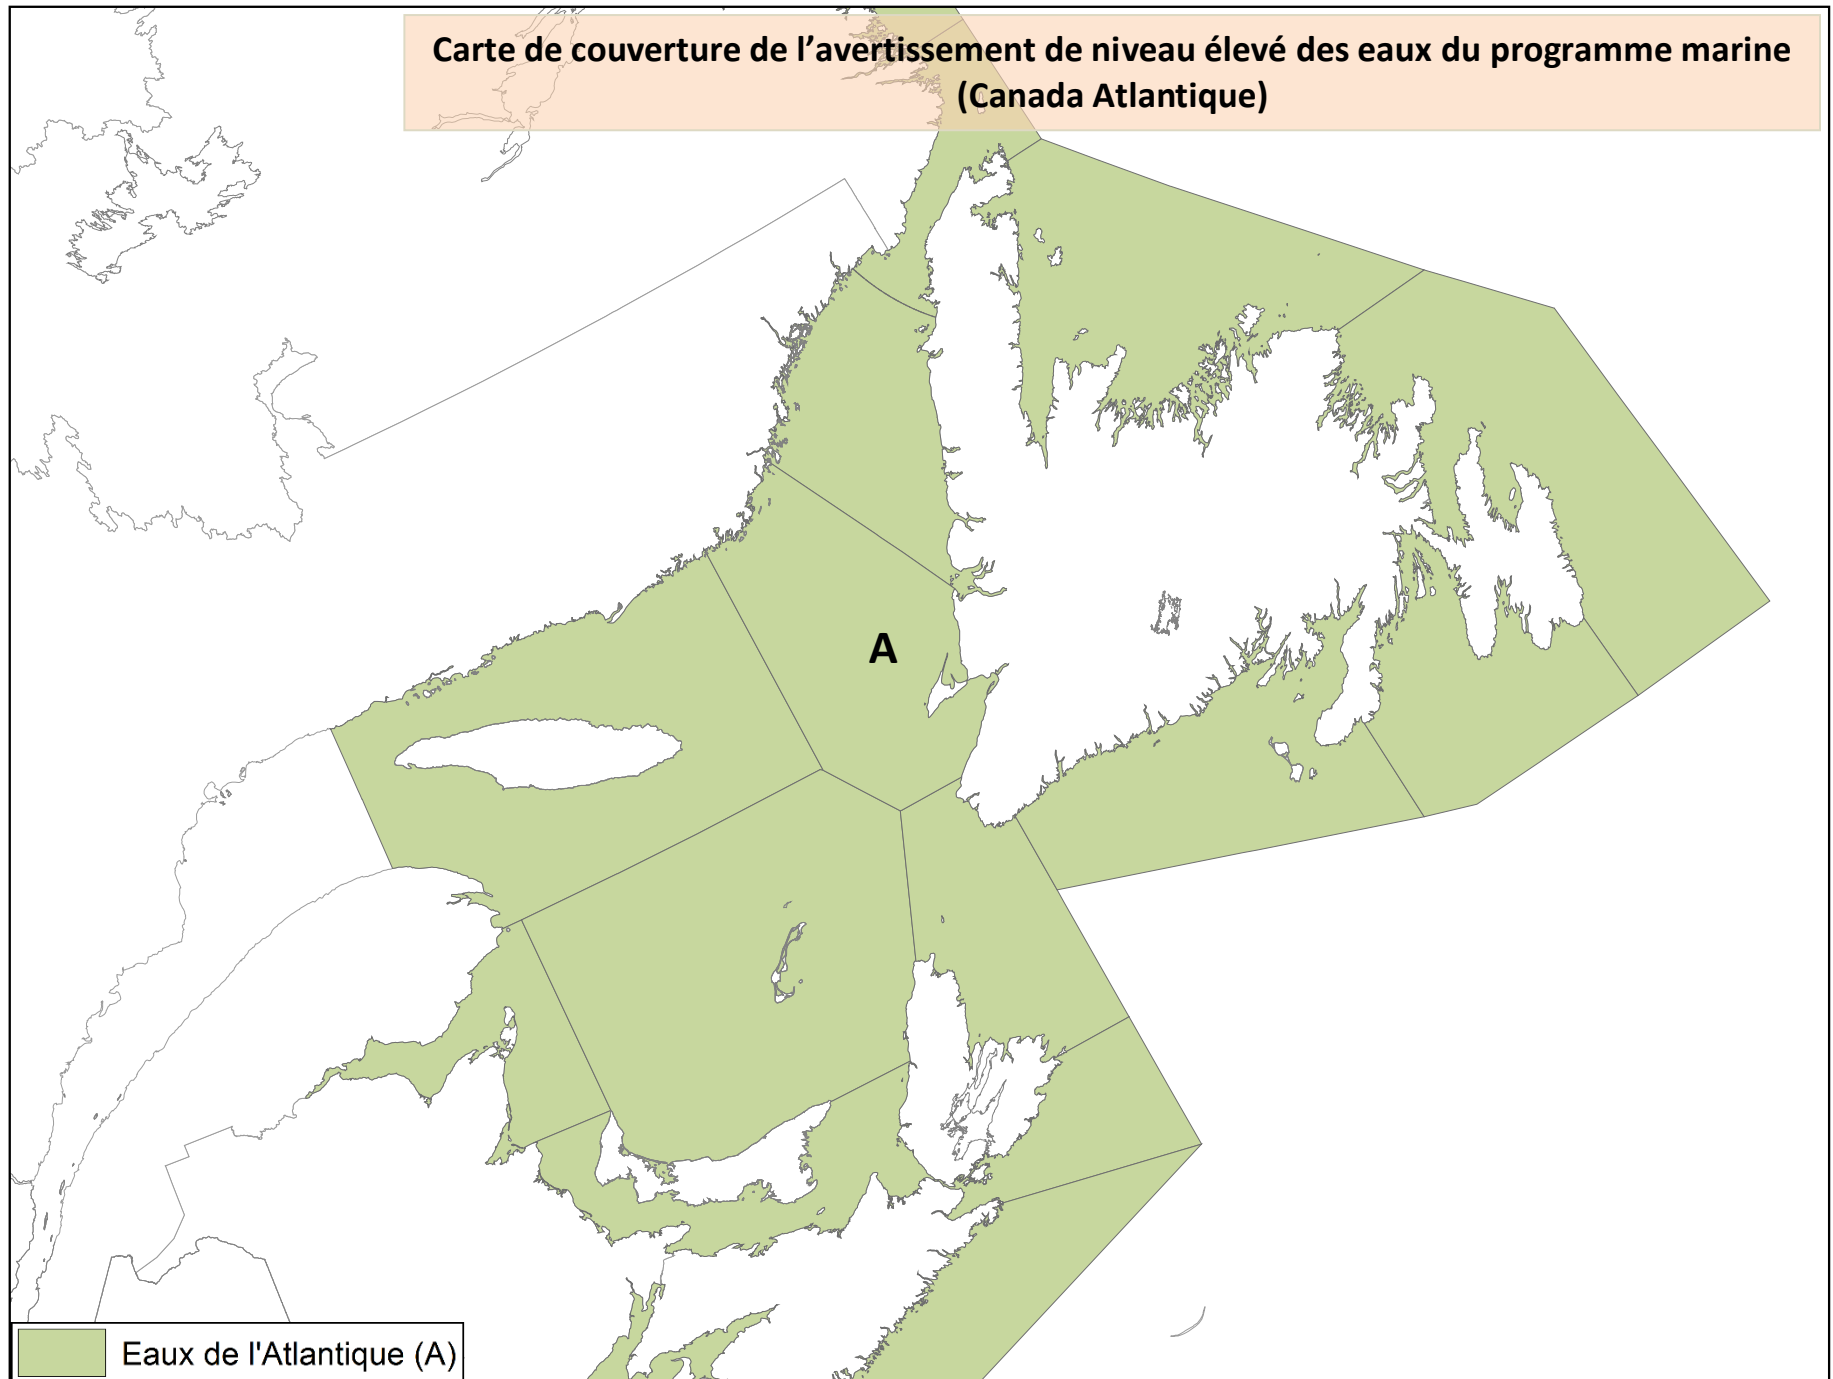 Carte de couverture de l’avertissement de niveau élevé des eaux du programme marine
(Canada Atlantique)
A
Eaux de l'Atlantique (A)